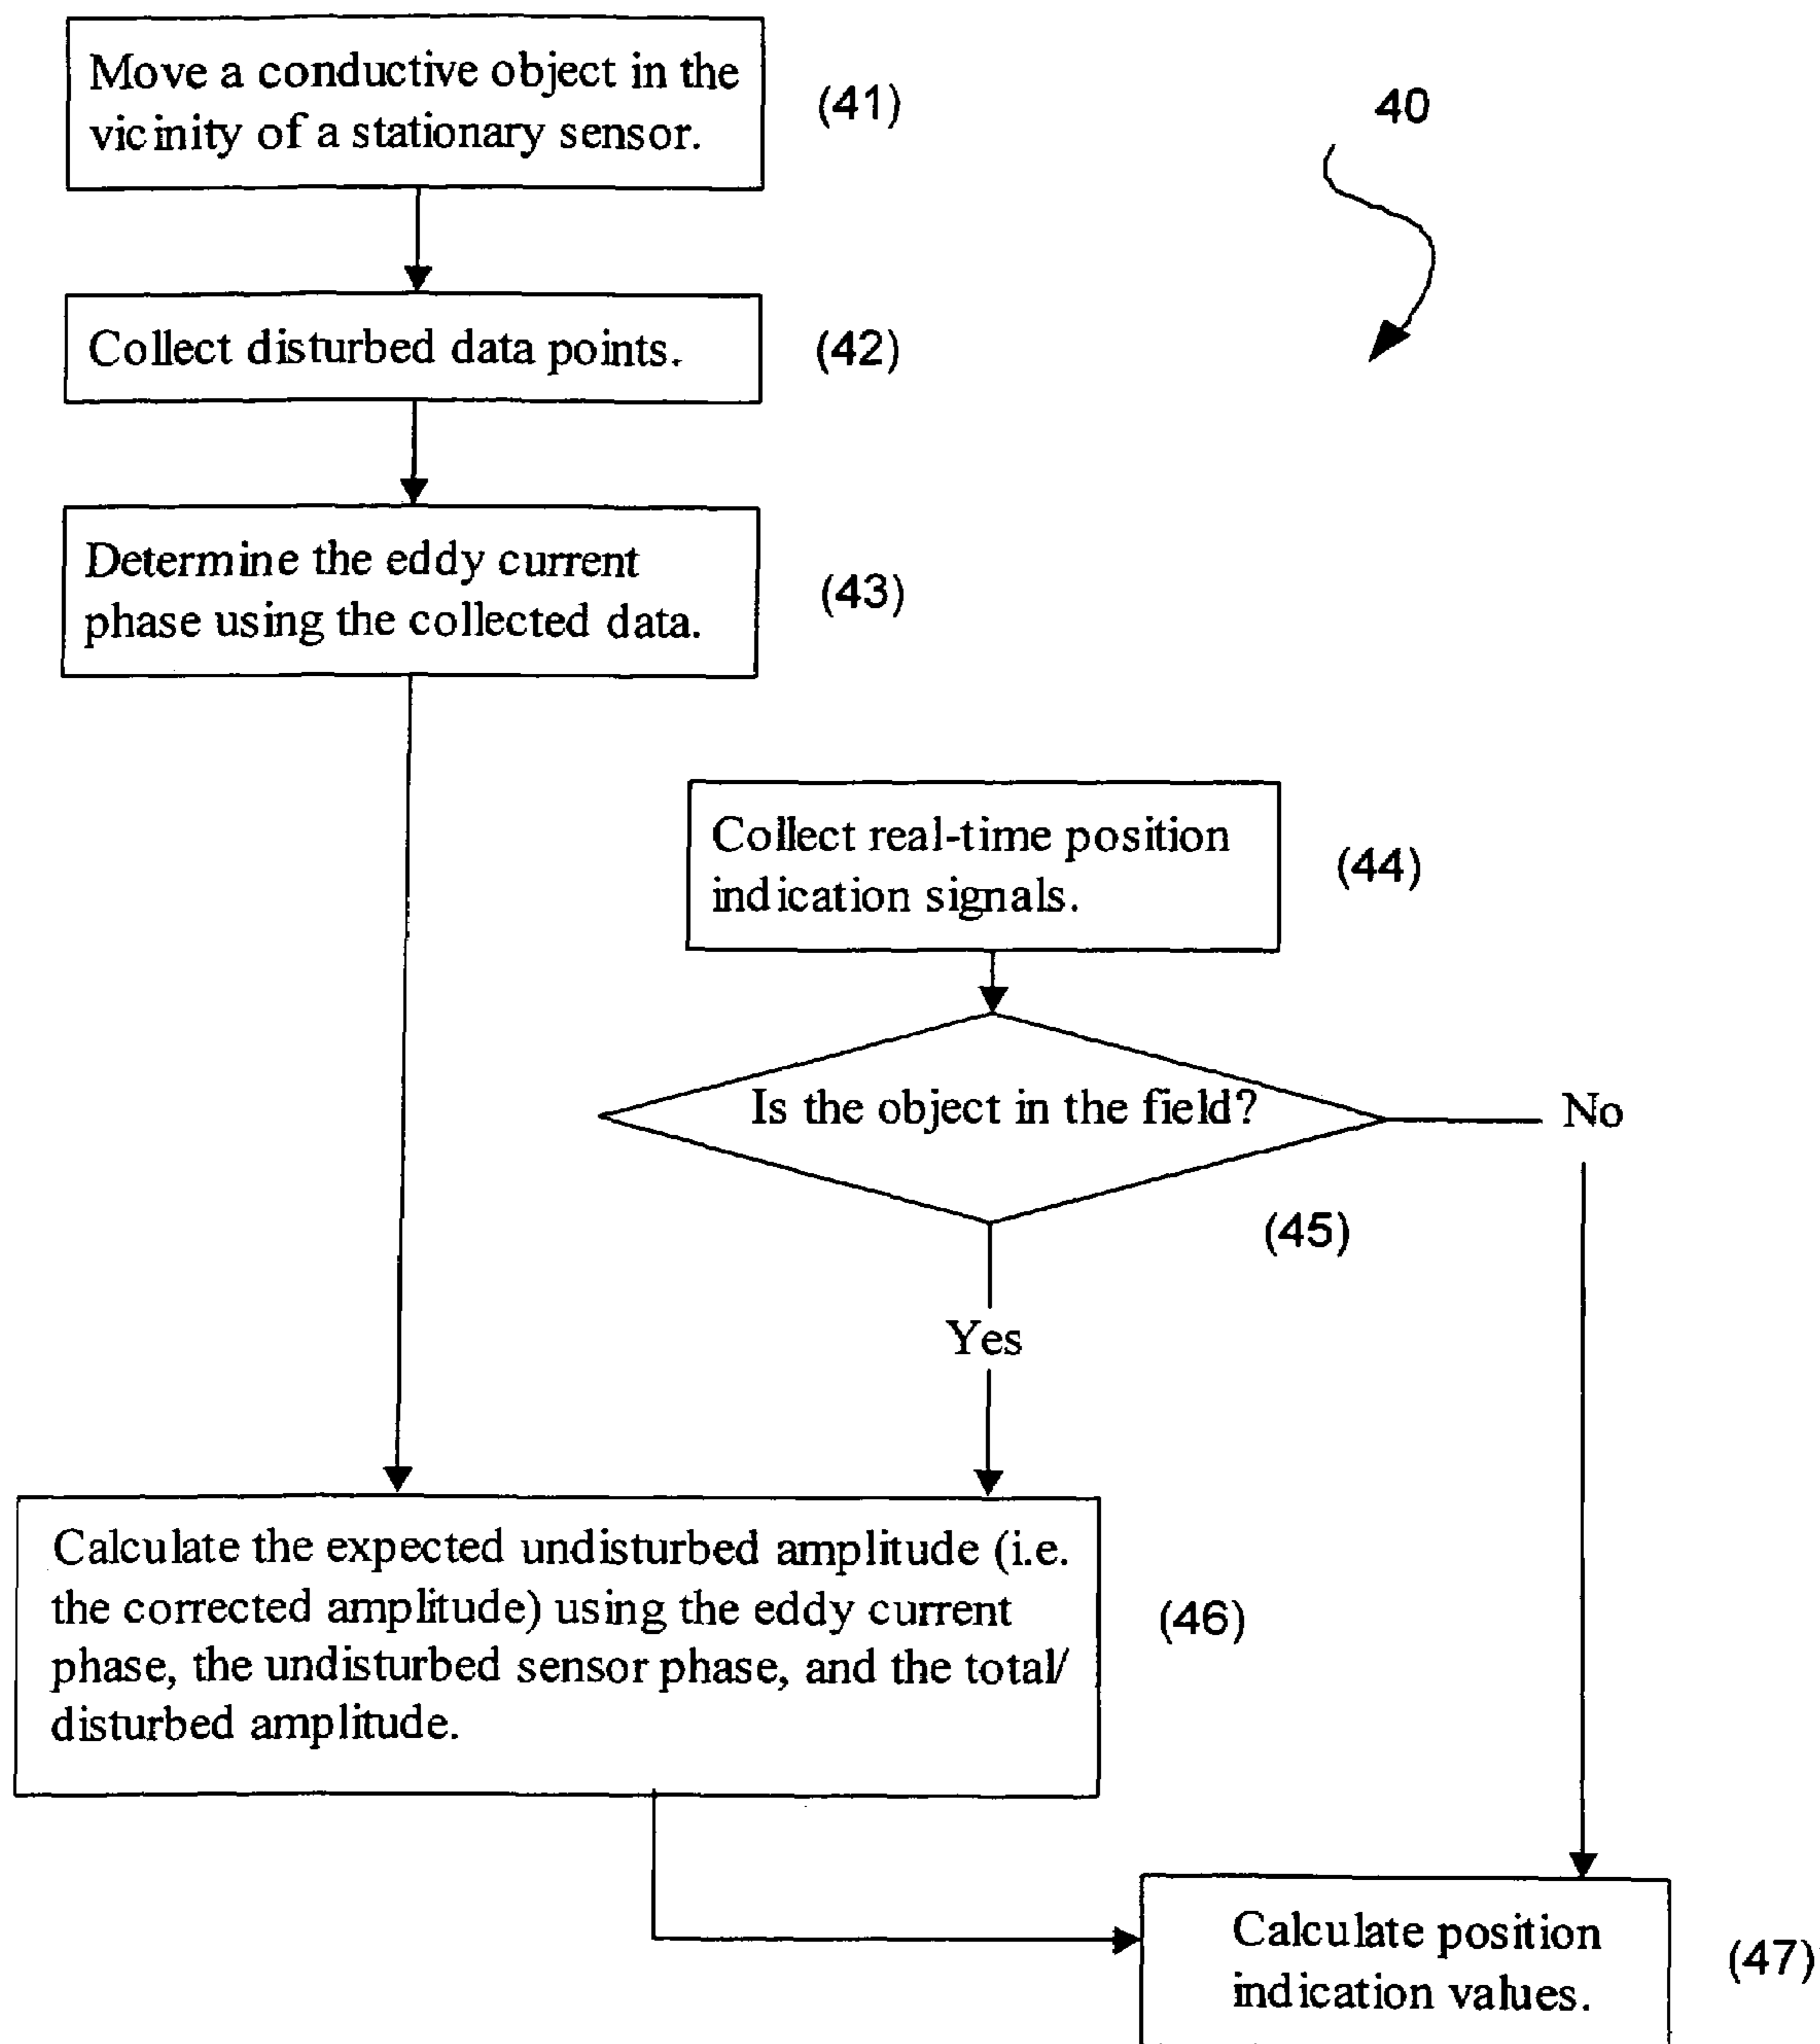 Move a conductive object in the
vicinity of a stationary sensor.
(41)
40
Collect disturbed data points.
(42)
Determine the eddy current
phase using the collected data.
(43)
Collect real-time position
indication signals.
(44)
Is the object in the field?
No
(45)
Yes
Calculate the expected undisturbed amplitude (i.e.
the corrected amplitude) using the eddy current
phase, the undisturbed sensor phase, and the total/
disturbed amplitude.
(46)
Calculate position
indication values.
(47)